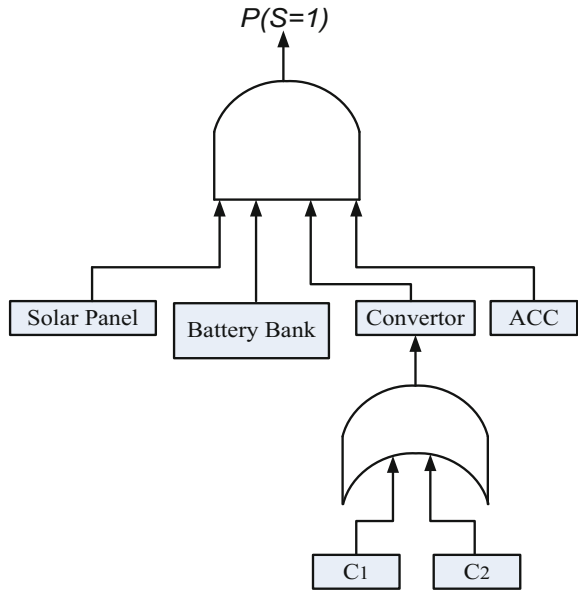 P(S=1)
Solar Panel
Battery Bank
Convertor
ACC
C1
C2